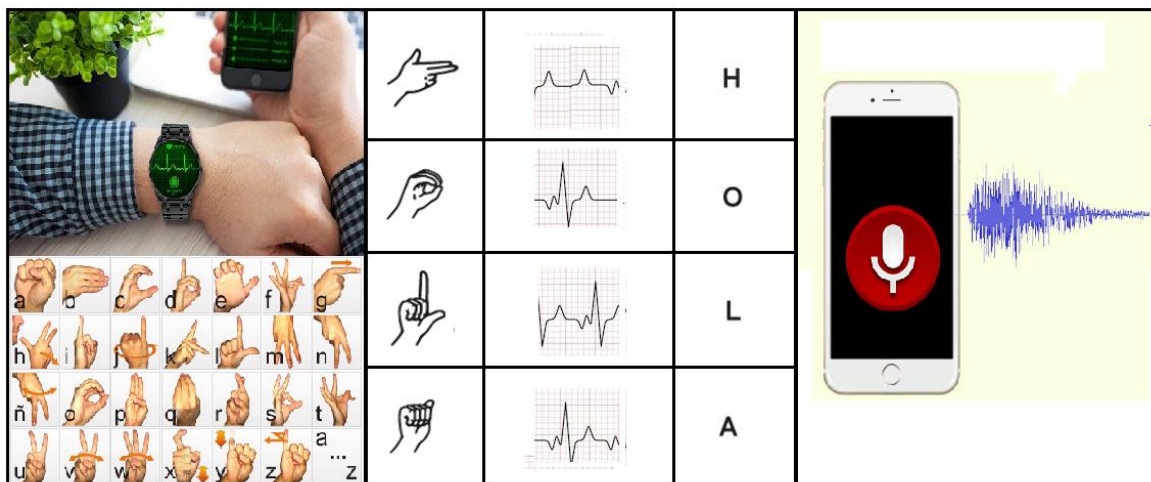 H
O
L
A
a b c d e f g
h i j k l m n
ñ o p q r s t
u v w x y z a
... z